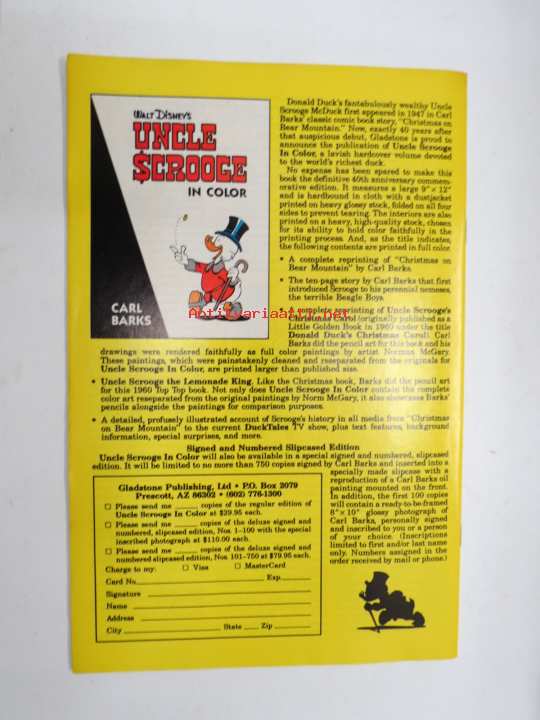 WALT DISNEY'S
UNCLE
$CROOGE
IN COLOR
CARL
BARKS
Donald Duck's fantabulously wealthy Uncle
Scrooge McDuck first appeared in 1947 in Carl
Barks' classic comic book story, "Christmas on
Bear Mountain." Now, exactly 40 years after
that auspicious debut, Gladstone is proud to
announce the publication of Uncle Scrooge
In Color, a lavish hardcover volume devoted
to the world's richest duck.
No expense has been spared to make this
book the definitive 40th anniversary commem-
orative edition. It measures a large 9" × 12"
and is hardbound in cloth with a dustjacket
printed on heavy glossy stock, folded on all four
sides to prevent tearing. The interiors are also
printed on a heavy, high-quality stock, chosen
for its ability to hold color faithfully in the
printing process. And, as the title indicates,
the following contents are printed in full color.
• A complete reprinting of "Christmas on
Bear Mountain" by Carl Barks.
• The ten-page story by Carl Barks that first
introduced Scrooge to his perennial nemeses,
the terrible Beagle Boys.
• A complete reprinting of Uncle Scrooge's
Christmas Carol (originally published as a
Little Golden Book in 1960 under the title
Donald Duck's Christmas Carol). Carl
Barks did the pencil art for this book and his
drawings were rendered faithfully as full color paintings by artist Norman McGary.
These paintings, which were painstakenly cleaned and reseparated from the originals for
Uncle Scrooge In Color, are printed larger than published size.
• Uncle Scrooge the Lemonade King. Like the Christmas book, Barks did the pencil art
for this 1960 Top Top book. Not only does Uncle Scrooge In Color contain the complete
color art reseparated from the original paintings by Norm McGary, it also showcases Barks'
pencils alongside the paintings for comparison purposes.
• A detailed, profusely illustrated account of Scrooge's history in all media from "Christmas
on Bear Mountain" to the current DuckTales TV show, plus text features, background
information, special surprises, and more.
Signed and Numbered Slipcased Edition
Uncle Scrooge In Color will also be available in a special signed and numbered, slipcased
edition. It will be limited to no more than 750 copies signed by Carl Barks and inserted into a
specially made slipcase with a
reproduction of a Carl Barks oil
painting mounted on the front.
In addition, the first 100 copies
will contain a ready-to-be-framed
8" × 10" glossy photograph of
Carl Barks, personally signed
and inscribed to you or a person
of your choice. (Inscriptions
limited to first and/or last name
only. Numbers assigned in the
order received by mail or phone.)
Gladstone Publishing, Ltd • P.O. Box 2079
Prescott, AZ 86302 • (602) 776-1300
Please send me ______ copies of the regular edition of
Uncle Scrooge In Color at $39.95 each.
Please send me ______ copies of the deluxe signed and
numbered, slipcased edition, Nos. 1–100 with the special
inscribed photograph at $110.00 each.
Please send me ______ copies of the deluxe signed and
numbered, slipcased edition, Nos. 101–750 at $79.95 each.
Charge to my: Visa MasterCard
Card No. Exp.
Signature
Name
Address
City State Zip
Antikvariaatti.net